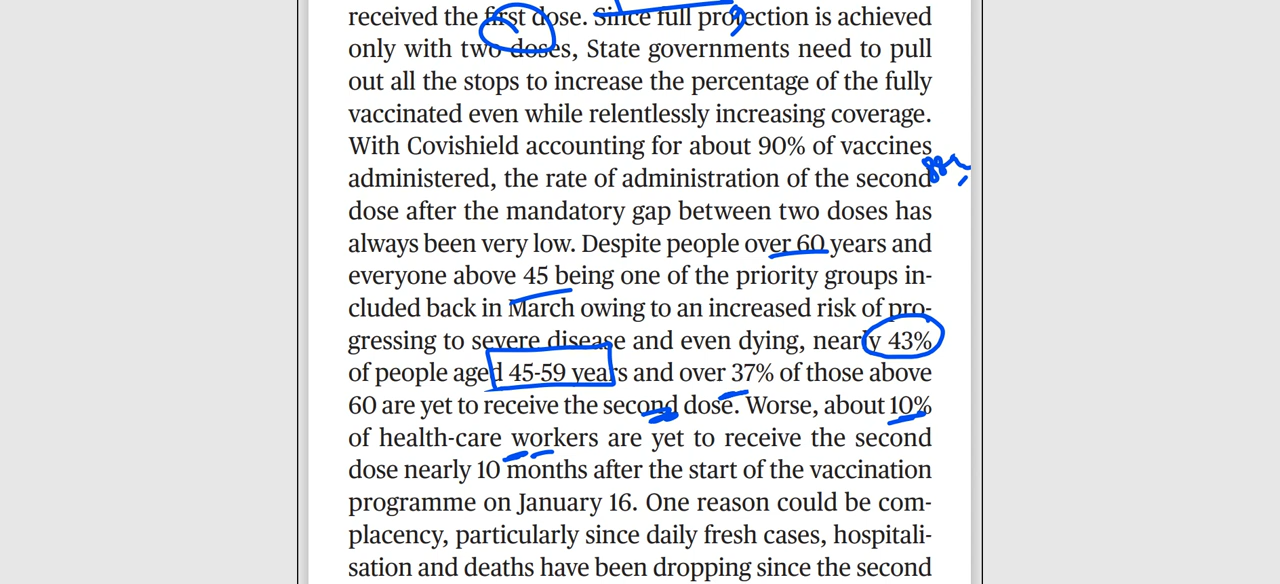 received the first dose. Since full protection is achieved
only with two doses, State governments need to pull
out all the stops to increase the percentage of the fully
vaccinated even while relentlessly increasing coverage.
With Covishield accounting for about 90% of vaccines
administered, the rate of administration of the second
dose after the mandatory gap between two doses has
always been very low. Despite people over 60 years and
everyone above 45 being one of the priority groups in-
cluded back in March owing to an increased risk of pro-
gressing to severe disease and even dying, nearly 43%
of people aged 45-59 years and over 37% of those above
60 are yet to receive the second dose. Worse, about 10%
of health-care workers are yet to receive the second
dose nearly 10 months after the start of the vaccination
programme on January 16. One reason could be com-
placency, particularly since daily fresh cases, hospitali-
sation and deaths have been dropping since the second